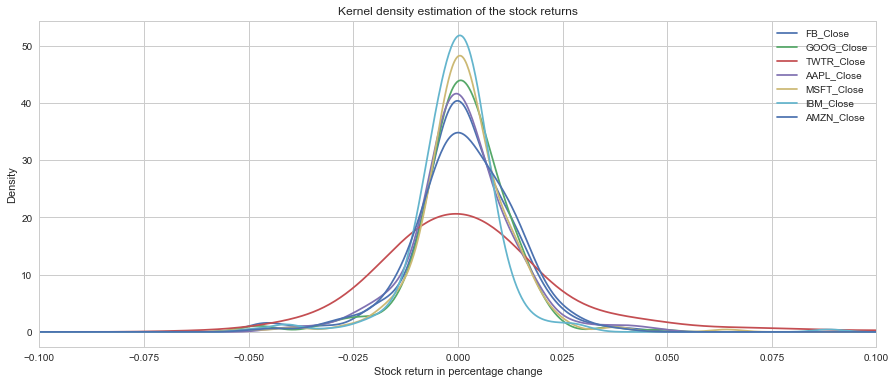 Kernel density estimation of the stock returns
FB_Close
GOOG_Close
TWTR_Close
AAPL_Close
MSFT_Close
IBM_Close
AMZN_Close
Density
50
40
30
20
10
0
−0.100
−0.075
−0.050
−0.025
0.000
0.025
0.050
0.075
0.100
Stock return in percentage change